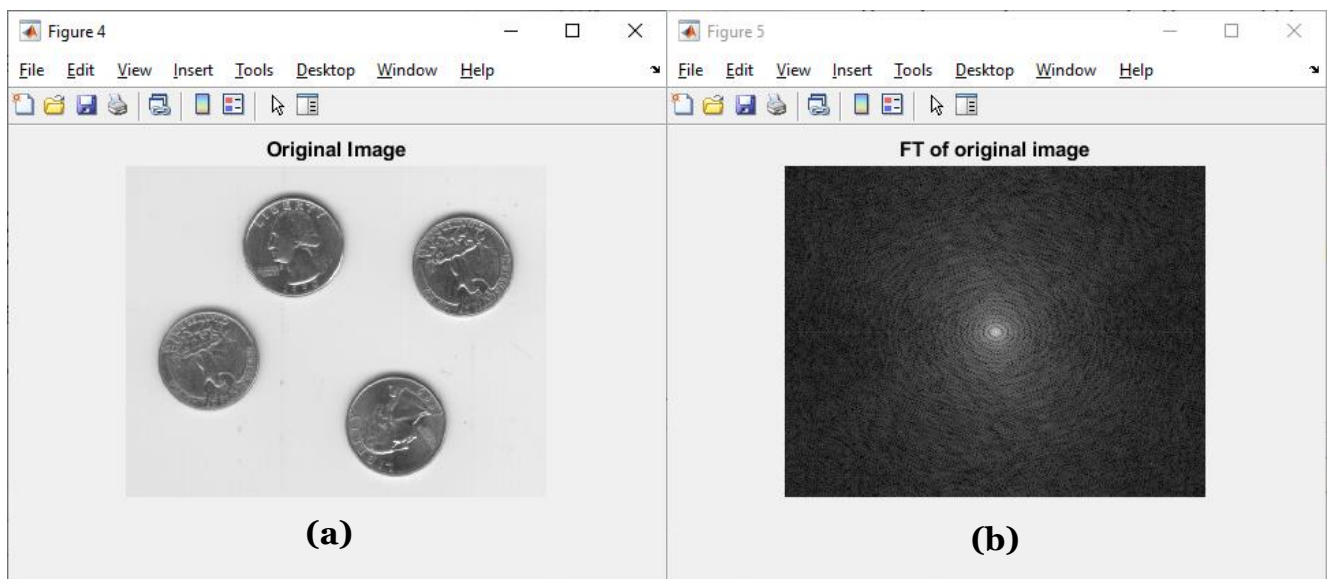 Figure 4
File Edit View Insert Tools Desktop Window Help
Original Image
LIBERTY
(a)
Figure 5
File Edit View Insert Tools Desktop Window Help
FT of original image
(b)